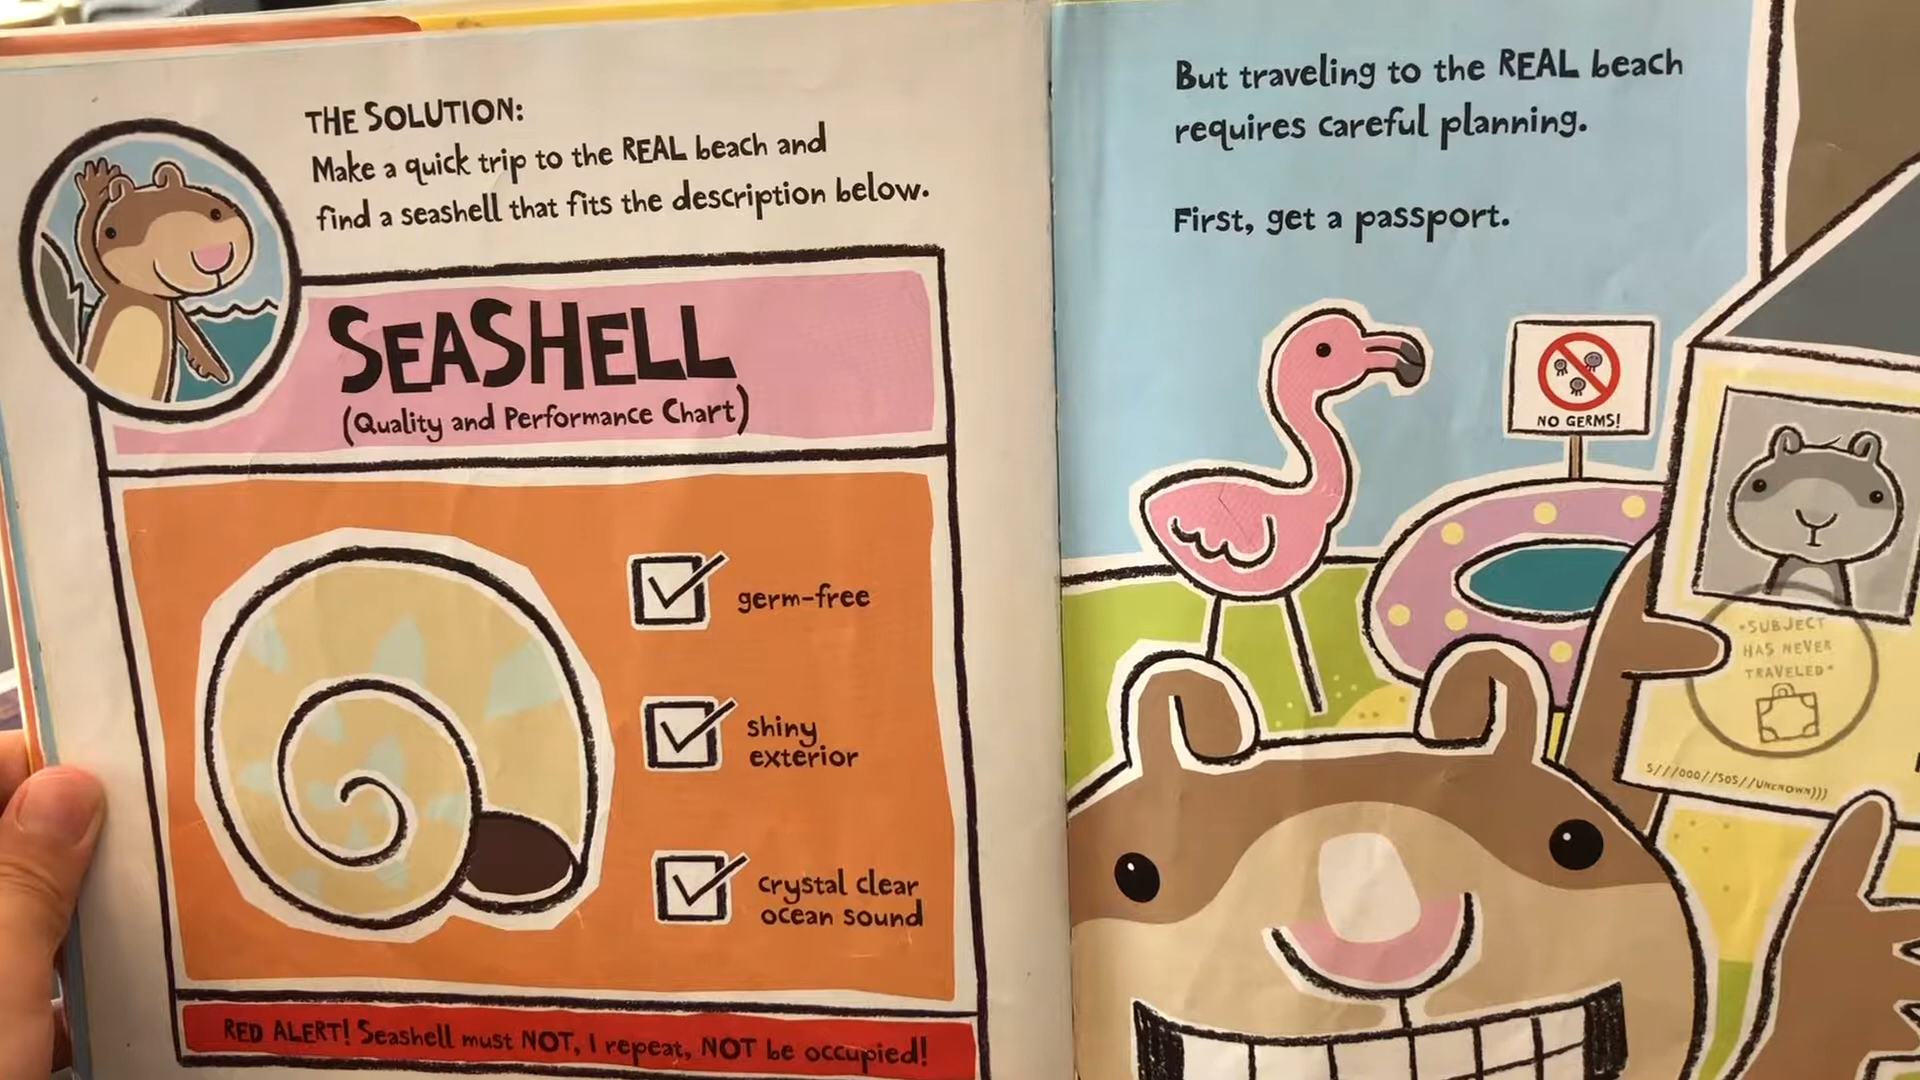 THE SOLUTION:
Make a quick trip to the REAL beach and
find a seashell that fits the description below.
SEASHELL
(Quality and Performance Chart)
germ-free
shiny
exterior
crystal clear
ocean sound
RED ALERT! Seashell must NOT, I repeat, NOT be occupied!
But traveling to the REAL beach
requires careful planning.
First, get a passport.
NO GERMS!
•SUBJECT
HAS NEVER
TRAVELED•
S///000//SOS//UNKNOWN)))